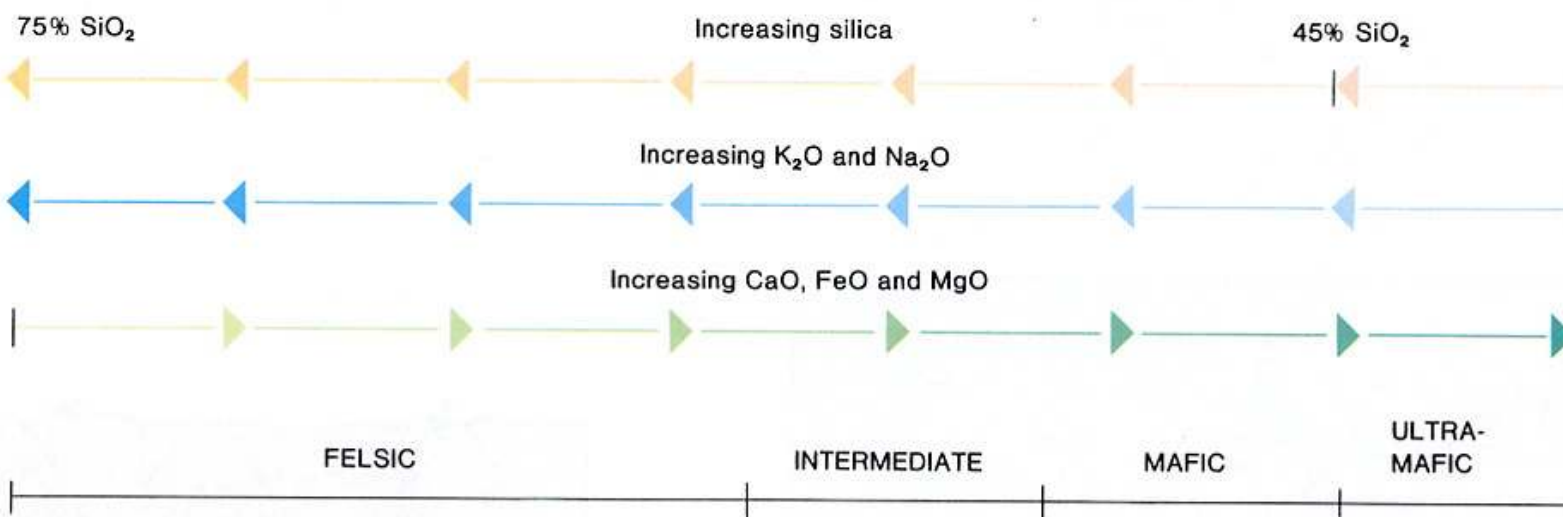 75% SiO₂ Increasing silica 45% SiO₂
Increasing K₂O and Na₂O
Increasing CaO, FeO and MgO
FELSIC INTERMEDIATE MAFIC ULTRA-
MAFIC